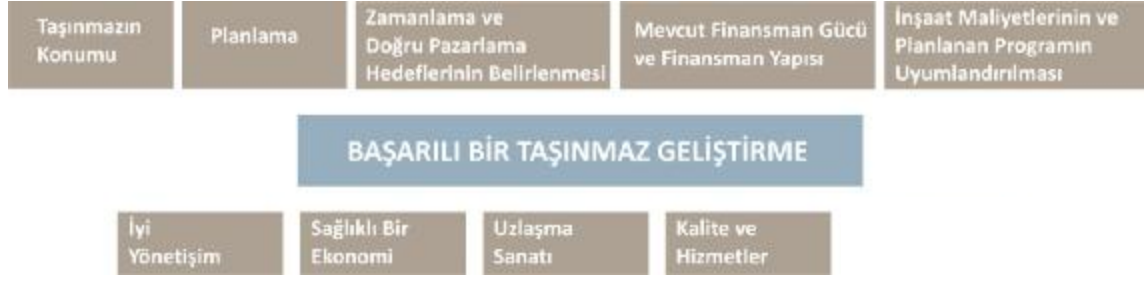 Taşınmazın
Konumu
Planlama
Zamanlama ve
Doğru Pazarlama
Hedeflerinin Belirlenmesi
Mevcut Finansman Gücü
ve Finansman Yapısı
İnşaat Maliyetlerinin ve
Planlanan Programın
Uyumlandırılması
BAŞARILI BİR TAŞINMAZ GELİŞTİRME
İyi
Yönetişim
Sağlıklı Bir
Ekonomi
Uzlaşma
Sanatı
Kalite ve
Hizmetler